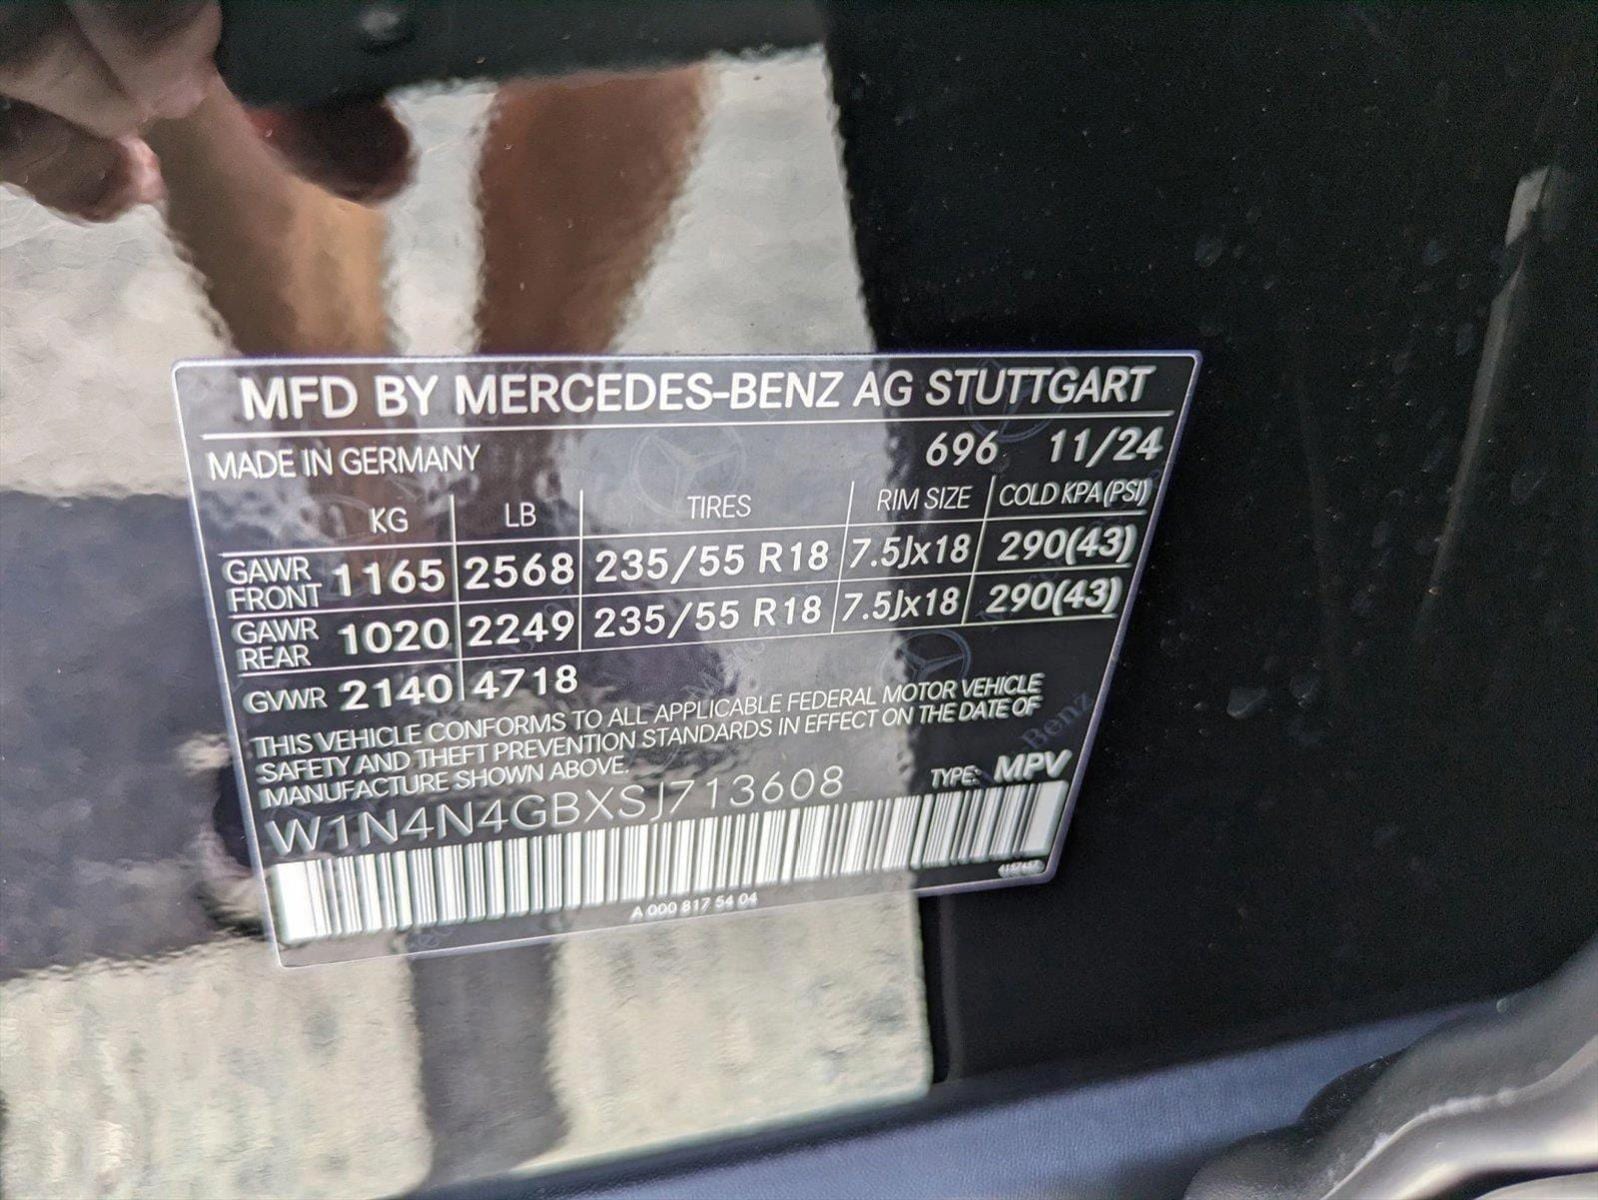 MFD BY MERCEDES-BENZ AG STUTTGART
MADE IN GERMANY 696 11/24
KG LB TIRES RIM SIZE COLD KPA (PSI)
GAWR FRONT 1165 2568 235/55 R18 7.5Jx18 290(43)
GAWR REAR 1020 2249 235/55 R18 7.5Jx18 290(43)
GVWR 2140 4718
THIS VEHICLE CONFORMS TO ALL APPLICABLE FEDERAL MOTOR VEHICLE
SAFETY AND THEFT PREVENTION STANDARDS IN EFFECT ON THE DATE OF
MANUFACTURE SHOWN ABOVE.
W1N4N4GBXSJ713608 TYPE: MPV
A 000 817 54 04